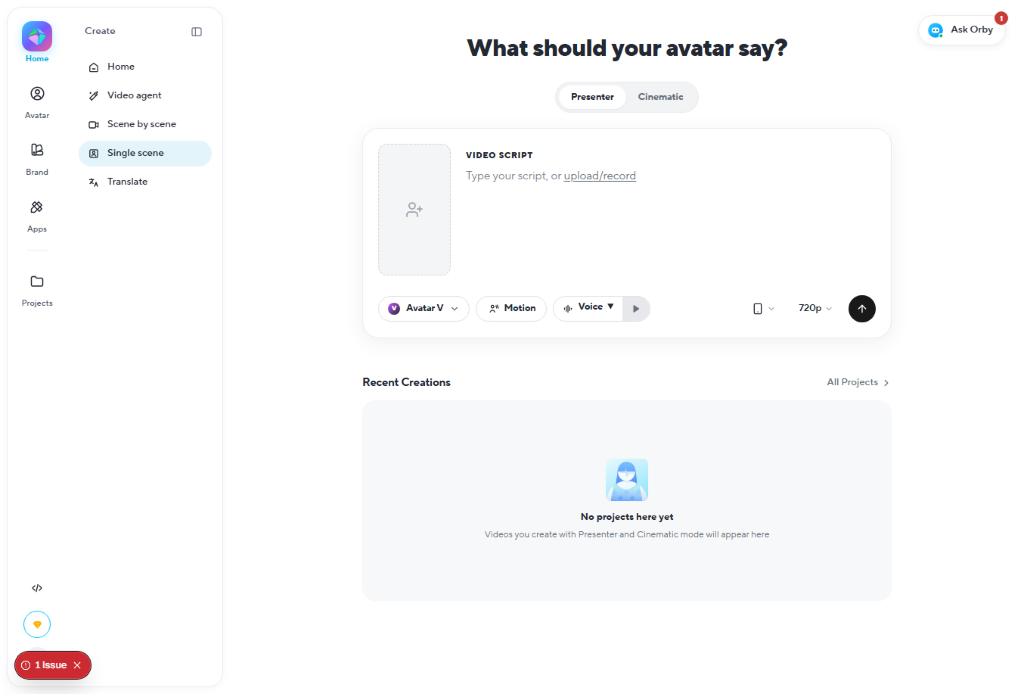 Home
Avatar
Brand
Apps
Projects
</>
1 Issue
Create
Home
Video agent
Scene by scene
Single scene
Translate
Ask Orby
1
What should your avatar say?
Presenter
Cinematic
VIDEO SCRIPT
Type your script, or upload/record
V Avatar V
Motion
Voice
720p
Recent Creations
All Projects
No projects here yet
Videos you create with Presenter and Cinematic mode will appear here